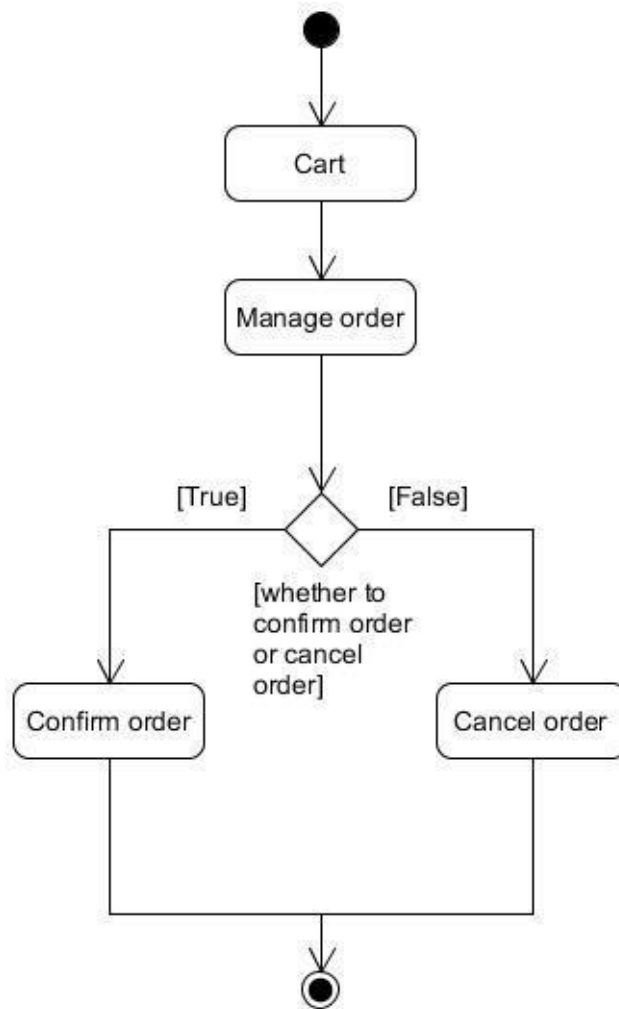 Cart
Manage order
[True]
[False]
[whether to
confirm order
or cancel
order]
Confirm order
Cancel order